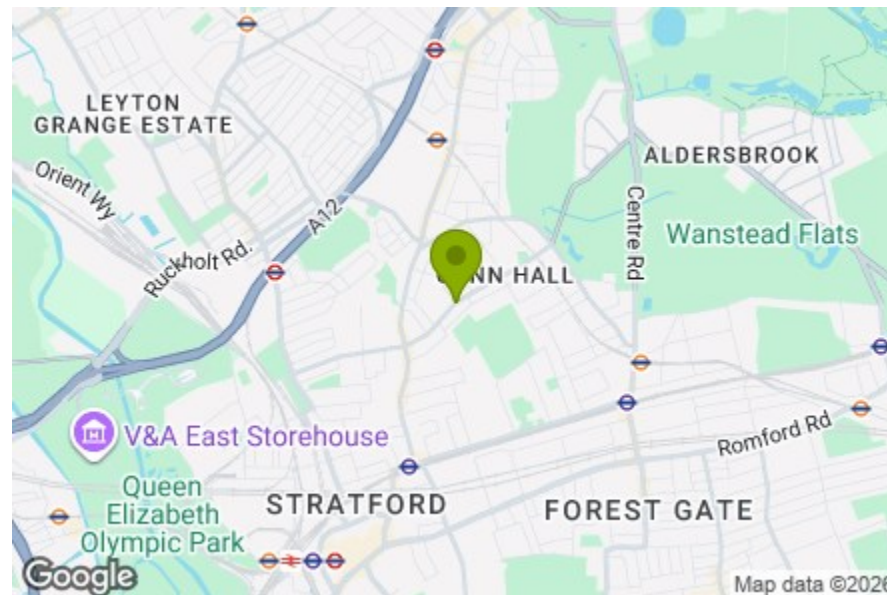 LEYTON
GRANGE ESTATE
ALDERSBROOK
Orient Wy
A12
Centre Rd
Wanstead Flats
Ruckholt Rd.
NN HALL
V&A East Storehouse
Romford Rd
Queen
Elizabeth
Olympic Park
STRATFORD
FOREST GATE
Google
Map data ©2026